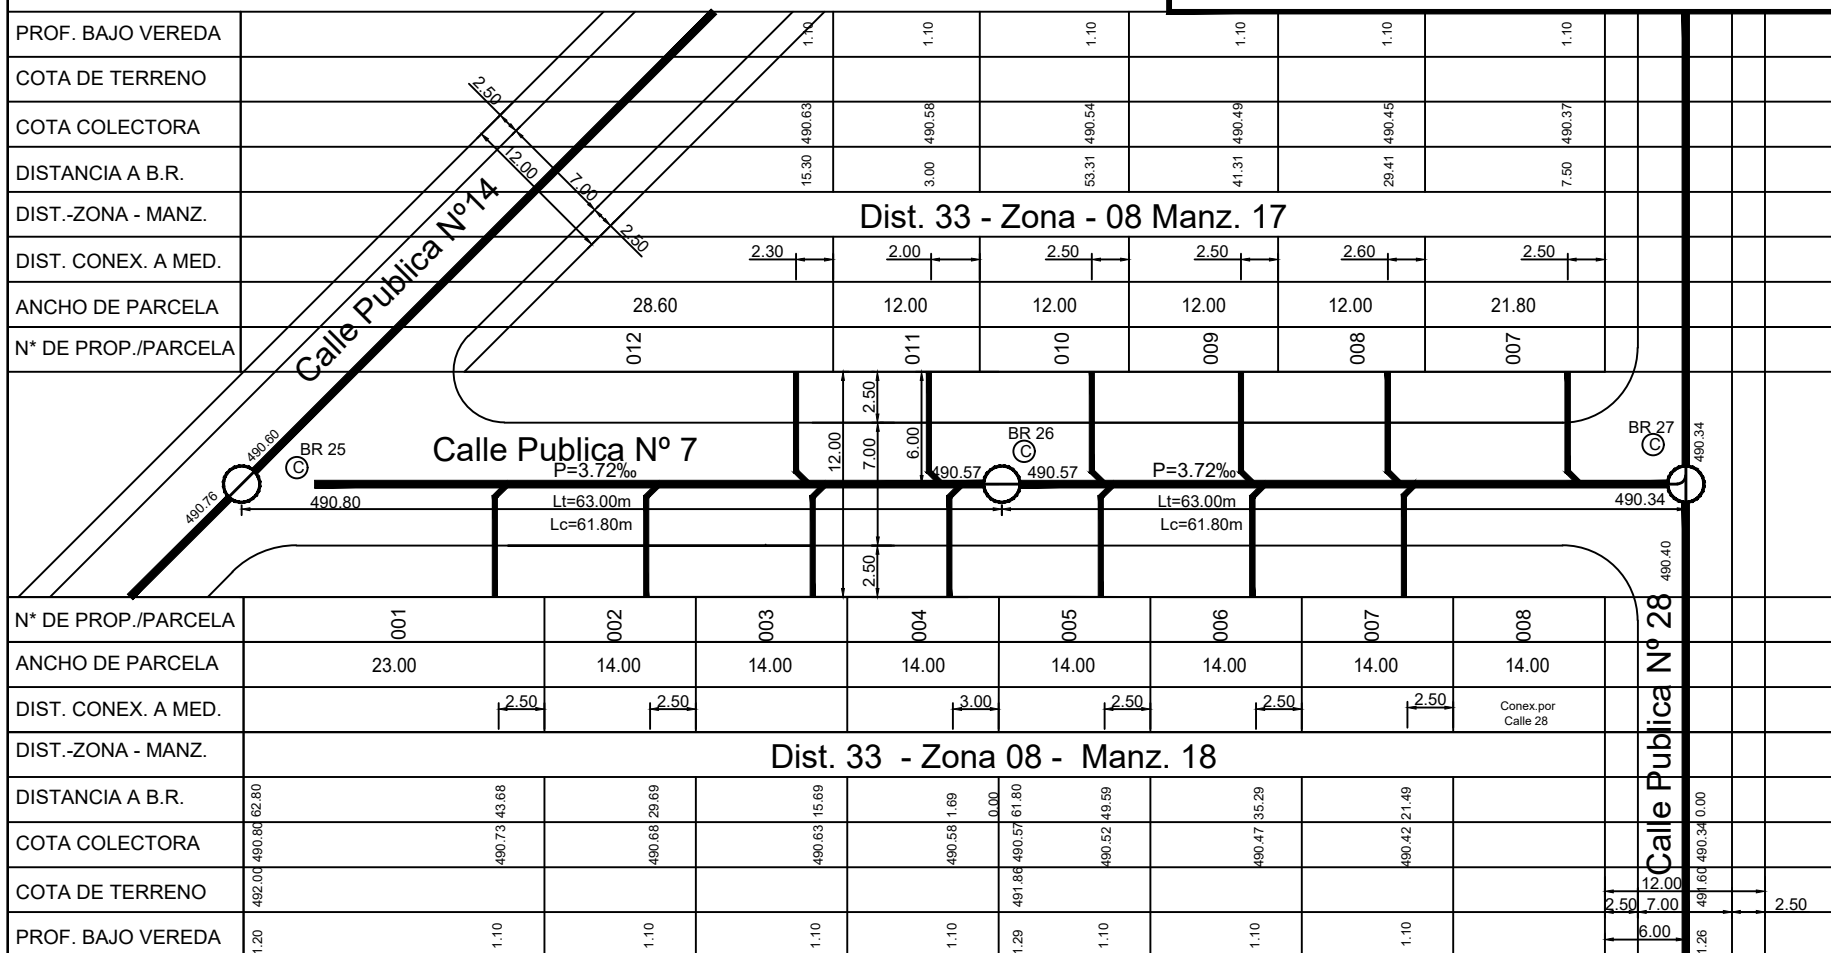 PROF. BAJO VEREDA 1.10 1.10 1.10 1.10 1.10 1.10
COTA DE TERRENO
COTA COLECTORA 490.63 490.58 490.54 490.49 490.45 490.37
DISTANCIA A B.R. 15.30 3.00 53.31 41.31 29.41 7.50
DIST.-ZONA - MANZ. Dist. 33 - Zona - 08 Manz. 17
DIST. CONEX. A MED. 2.30 2.00 2.50 2.50 2.60 2.50
ANCHO DE PARCELA 28.60 12.00 12.00 12.00 12.00 21.80
N* DE PROP./PARCELA 012 011 010 009 008 007
2.50
12.00
7.00
2.50
Calle Publica Nº14
490.60
490.76
BR 25
C
Calle Publica Nº 7
12.00
2.50
7.00
6.00
2.50
BR 26
C
BR 27
C
490.34
P=3.72‰
490.57
490.57
P=3.72‰
490.80
Lt=63.00m
Lt=63.00m
490.34
Lc=61.80m
Lc=61.80m
490.40
N* DE PROP./PARCELA 001 002 003 004 005 006 007 008
ANCHO DE PARCELA 23.00 14.00 14.00 14.00 14.00 14.00 14.00 14.00
DIST. CONEX. A MED. 2.50 2.50 3.00 2.50 2.50 2.50
Conex.por
Calle 28
DIST.-ZONA - MANZ. Dist. 33 - Zona 08 - Manz. 18
DISTANCIA A B.R. 62.80 43.68 29.69 15.69 1.69 0.00 61.80 49.59 35.29 21.49 0.00
COTA COLECTORA 490.80 490.73 490.68 490.63 490.58 490.57 490.52 490.47 490.42 490.34
COTA DE TERRENO 492.00 491.86 491.60
PROF. BAJO VEREDA 1.20 1.10 1.10 1.10 1.10 1.29 1.10 1.10 1.10 1.26
Calle Publica Nº 28
12.00
2.50 7.00 2.50
6.00